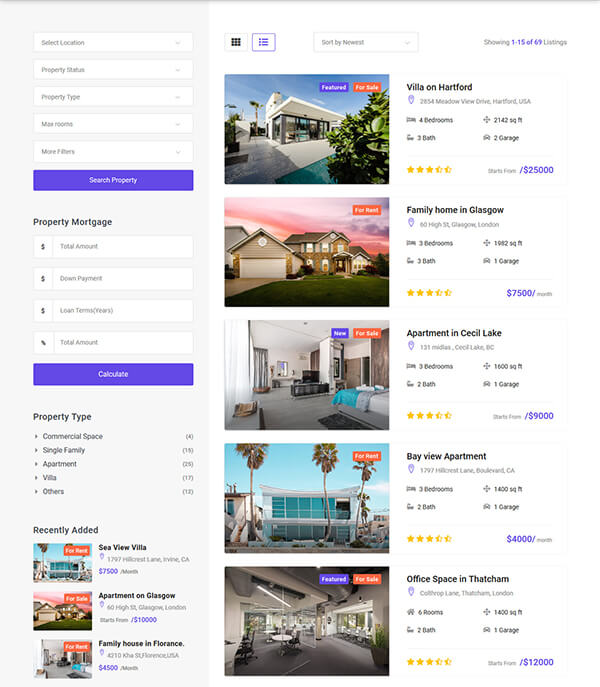 Select Location
Property Status
Property Type
Max rooms
More Filters
Search Property
Property Mortgage
$ Total Amount
$ Down Payment
$ Loan Terms(Years)
% Total Amount
Calculate
Property Type
Commercial Space (4)
Single Family (15)
Apartment (25)
Villa (17)
Others (12)
Recently Added
For Rent
Sea View Villa
1797 Hillcrest Lane, Irvine, CA
$7500 /Month
For Sale
Apartment on Glasgow
60 High St, Glasgow, London
Starts From /$10000
For Rent
Family house in Florance.
4210 Kha St,Florence,USA
$4500 /Month
Sort by Newest
Showing 1-15 of 69 Listings
Featured For Sale
Villa on Hartford
2854 Meadow View Drive, Hartford, USA
4 Bedrooms 2142 sq ft
3 Bath 2 Garage
Starts From /$25000
For Rent
Family home in Glasgow
60 High St, Glasgow, London
3 Bedrooms 1982 sq ft
3 Bath 1 Garage
$7500/ month
New For Sale
Apartment in Cecil Lake
131 midlas , Cecil Lake, BC
3 Bedrooms 1600 sq ft
2 Bath 1 Garage
Starts From /$9000
For Rent
Bay view Apartment
1797 Hillcrest Lane, Boulevard, CA
3 Bedrooms 1400 sq ft
2 Bath 1 Garage
$4000/ month
Featured For Sale
Office Space in Thatcham
Colthrop Lane, Thatcham, London
6 Rooms 1400 sq ft
2 Bath 1 Garage
Starts From /$12000